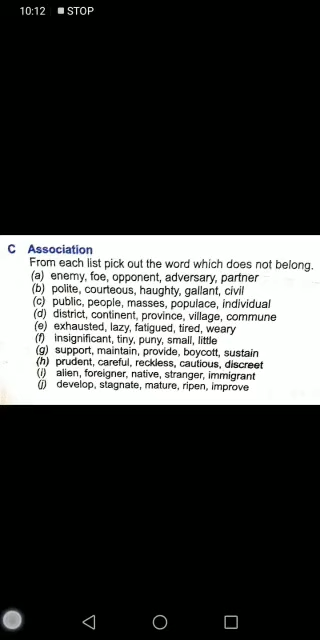 10:12 STOP
C Association
From each list pick out the word which does not belong.
(a) enemy, foe, opponent, adversary, partner
(b) polite, courteous, haughty, gallant, civil
(c) public, people, masses, populace, individual
(d) district, continent, province, village, commune
(e) exhausted, lazy, fatigued, tired, weary
(f) insignificant, tiny, puny, small, little
(g) support, maintain, provide, boycott, sustain
(h) prudent, careful, reckless, cautious, discreet
(i) alien, foreigner, native, stranger, immigrant
(j) develop, stagnate, mature, ripen, improve